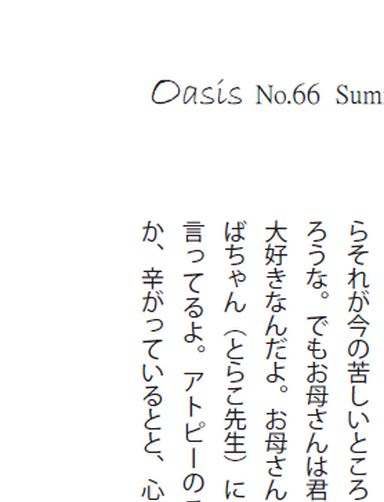 Oasis No.66 Sum
らそれが今の苦しいところ
ろうな。でもお母さんは君
大好きなんだよ。お母さん
ばちゃん（とらこ先生）に
言ってるよ。アトピーの
か、辛がっているとと、心